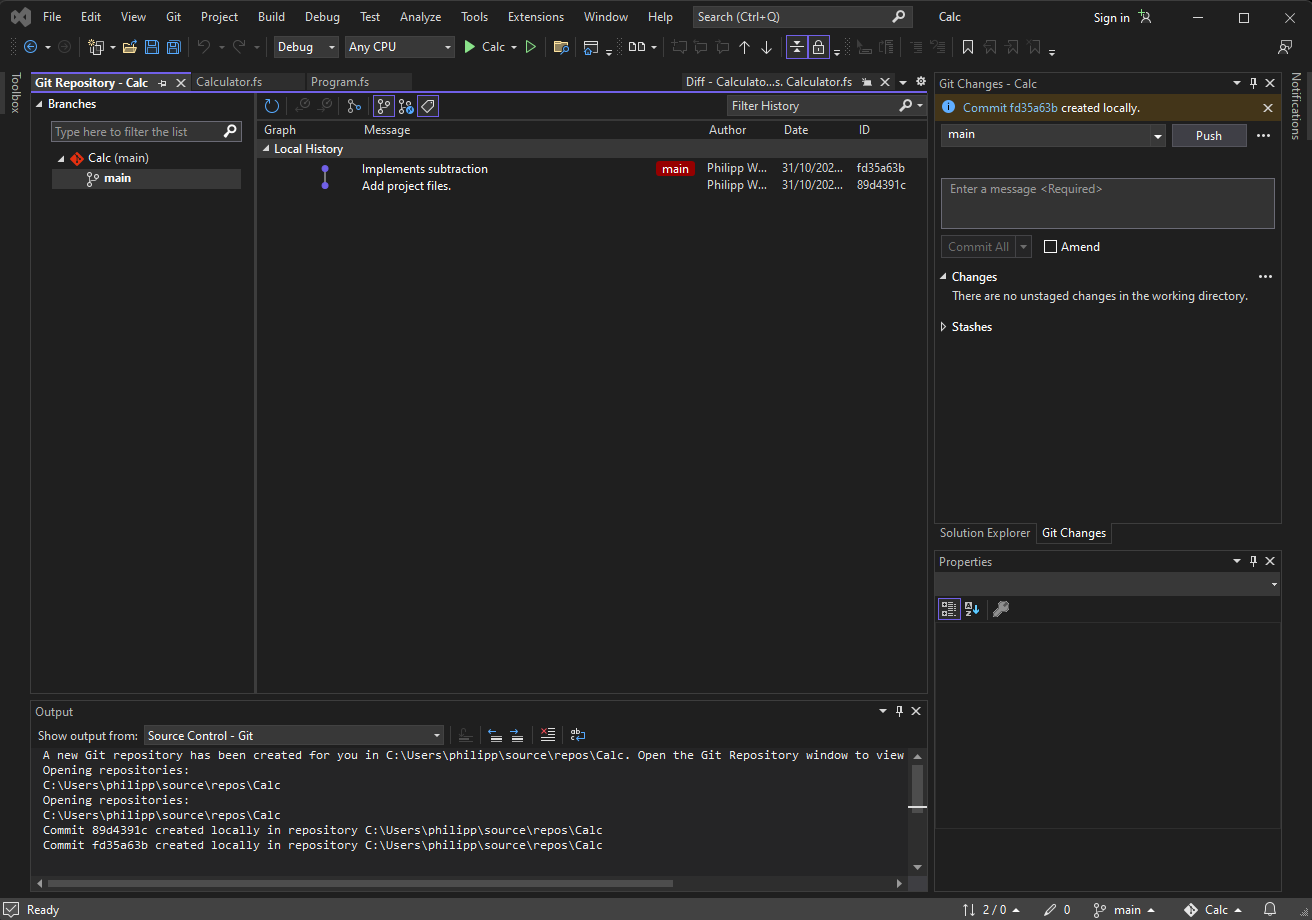 File Edit View Git Project Build Debug Test Analyze Tools Extensions Window Help Search (Ctrl+Q) Calc Sign in
Debug Any CPU Calc
Toolbox
Git Repository - Calc Calculator.fs Program.fs Diff - Calculato...s. Calculator.fs
Branches
Type here to filter the list
Calc (main)
main
Filter History
Graph Message Author Date ID
Local History
Implements subtraction main Philipp W... 31/10/202... fd35a63b
Add project files. Philipp W... 31/10/202... 89d4391c
Git Changes - Calc
Commit fd35a63b created locally.
main Push
Enter a message <Required>
Commit All Amend
Changes
There are no unstaged changes in the working directory.
Stashes
Solution Explorer Git Changes
Notifications
Properties
Output
Show output from: Source Control - Git
A new Git repository has been created for you in C:\Users\philipp\source\repos\Calc. Open the Git Repository window to view
Opening repositories:
C:\Users\philipp\source\repos\Calc
Opening repositories:
C:\Users\philipp\source\repos\Calc
Commit 89d4391c created locally in repository C:\Users\philipp\source\repos\Calc
Commit fd35a63b created locally in repository C:\Users\philipp\source\repos\Calc
Ready 2 / 0 0 main Calc